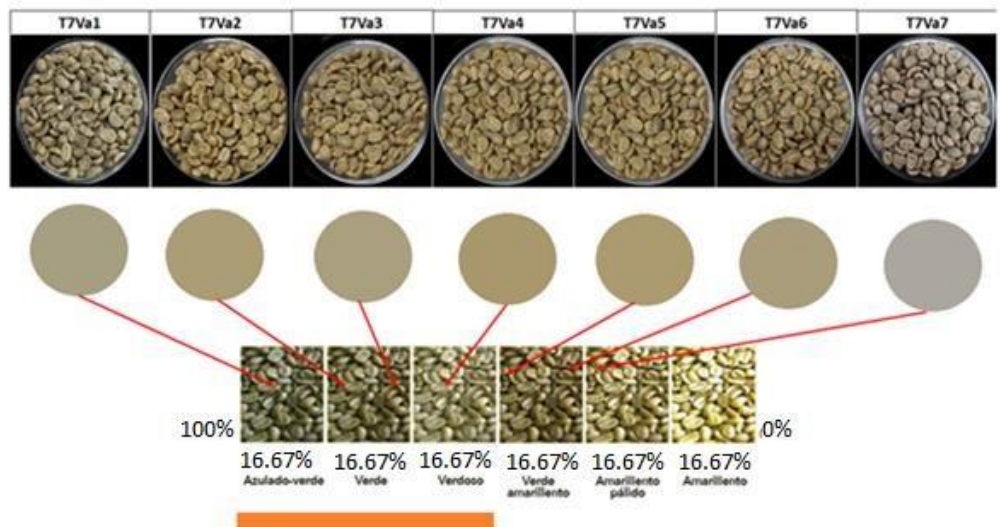 T7Va1 T7Va2 T7Va3 T7Va4 T7Va5 T7Va6 T7Va7
100% 0%
16.67% 16.67% 16.67% 16.67% 16.67% 16.67%
Azulado-verde Verde Verdoso Verde Amarillento Amarillento
amarillento pálido